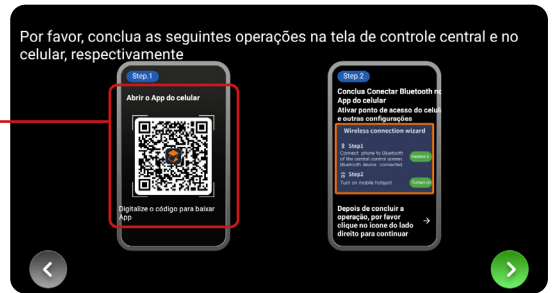 Por favor, conclua as seguintes operações na tela de controle central e no
celular, respectivamente
Step.1
Abrir o App do celular
Digitalize o código para baixar
App
Step.2
Conclua Conectar Bluetooth no
App do celular
Ativar ponto de acesso do celul
e outras configurações
Wireless connection wizard
Step1
Connect phone to Bluetooth
of the central control screen.
Bluetooth device connected.
Step2
Turn on mobile hotspot
Turned on
Depois de concluir a
operação, por favor
clique no ícone do lado
direito para continuar